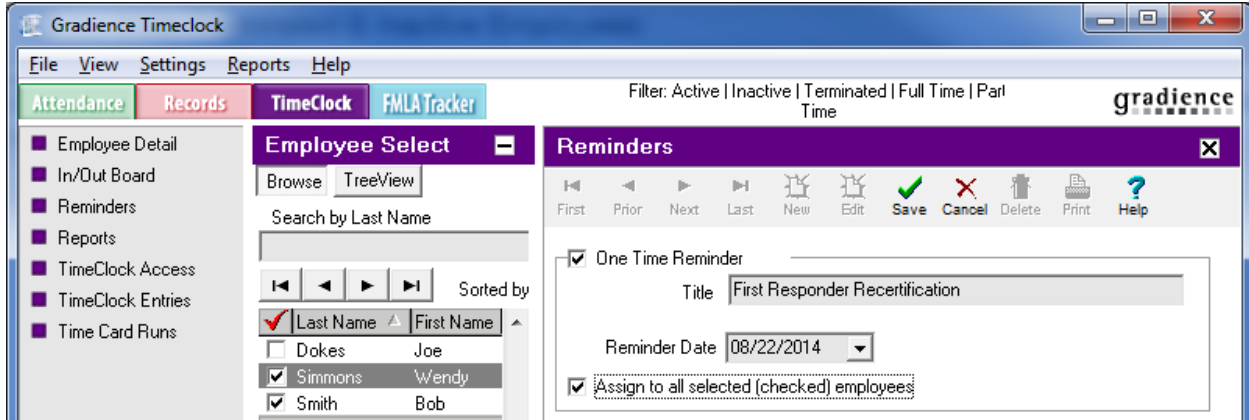 Gradience Timeclock
File View Settings Reports Help
Attendance Records TimeClock FMLA Tracker
Filter: Active | Inactive | Terminated | Full Time | Part
Time
gradience
Employee Detail
In/Out Board
Reminders
Reports
TimeClock Access
TimeClock Entries
Time Card Runs
Employee Select
Browse TreeView
Search by Last Name
Sorted by
Last Name First Name
Dokes Joe
Simmons Wendy
Smith Bob
Reminders
First Prior Next Last New Edit Save Cancel Delete Print Help
One Time Reminder
Title First Responder Recertification
Reminder Date 08/22/2014
Assign to all selected (checked) employees